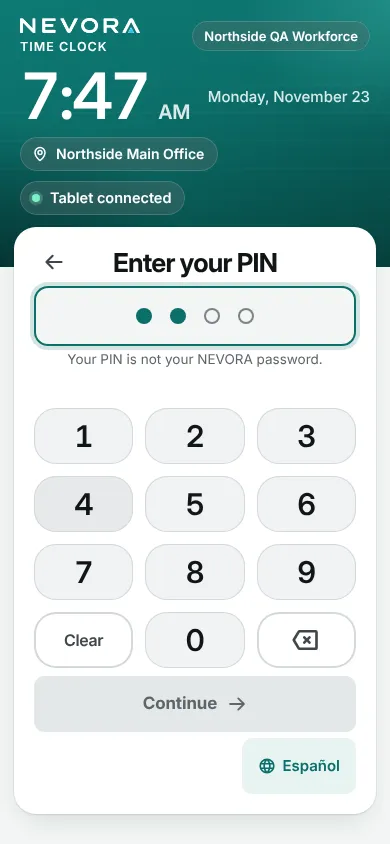 NEVORA
TIME CLOCK
Northside QA Workforce
7:47 AM
Monday, November 23
Northside Main Office
Tablet connected
Enter your PIN
Your PIN is not your NEVORA password.
1 2 3
4 5 6
7 8 9
Clear 0
Continue
Español